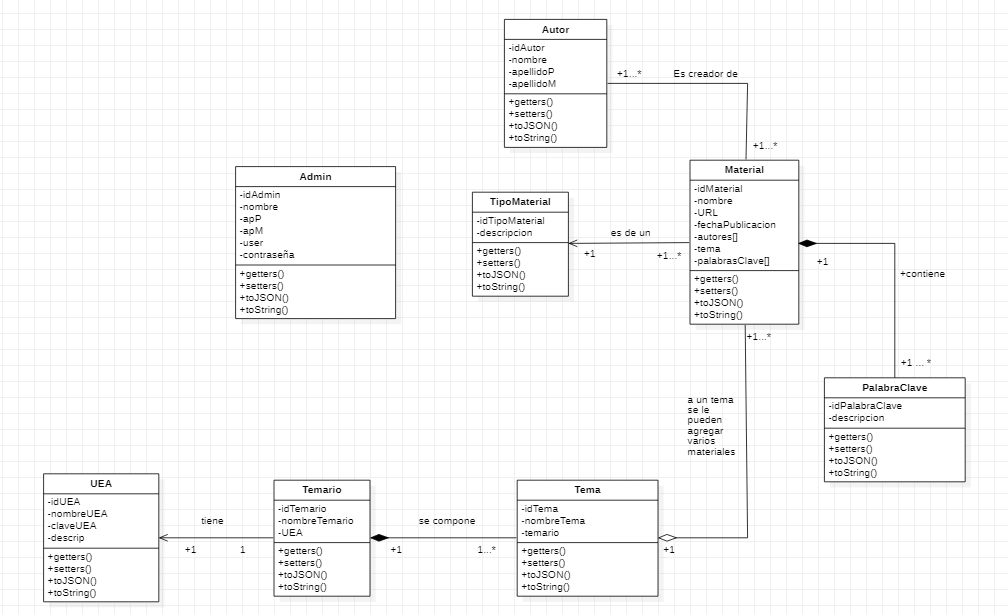 Autor
-idAutor
-nombre
-apellidoP
-apellidoM
+getters()
+setters()
+toJSON()
+toString()
+1...*
Es creador de
+1...*
Admin
-idAdmin
-nombre
-apP
-apM
-user
-contraseña
+getters()
+setters()
+toJSON()
+toString()
TipoMaterial
-idTipoMaterial
-descripcion
+getters()
+setters()
+toJSON()
+toString()
es de un
+1
+1...*
Material
-idMaterial
-nombre
-URL
-fechaPublicacion
-autores[]
-tema
-palabrasClave[]
+getters()
+setters()
+toJSON()
+toString()
+1
+contiene
+1 ... *
PalabraClave
-idPalabraClave
-descripcion
+getters()
+setters()
+toJSON()
+toString()
+1...*
a un tema
se le
pueden
agregar
varios
materiales
UEA
-idUEA
-nombreUEA
-claveUEA
-descrip
+getters()
+setters()
+toJSON()
+toString()
tiene
+1
1
Temario
-idTemario
-nombreTemario
-UEA
+getters()
+setters()
+toJSON()
+toString()
se compone
+1
1...*
Tema
-idTema
-nombreTema
-temario
+getters()
+setters()
+toJSON()
+toString()
+1